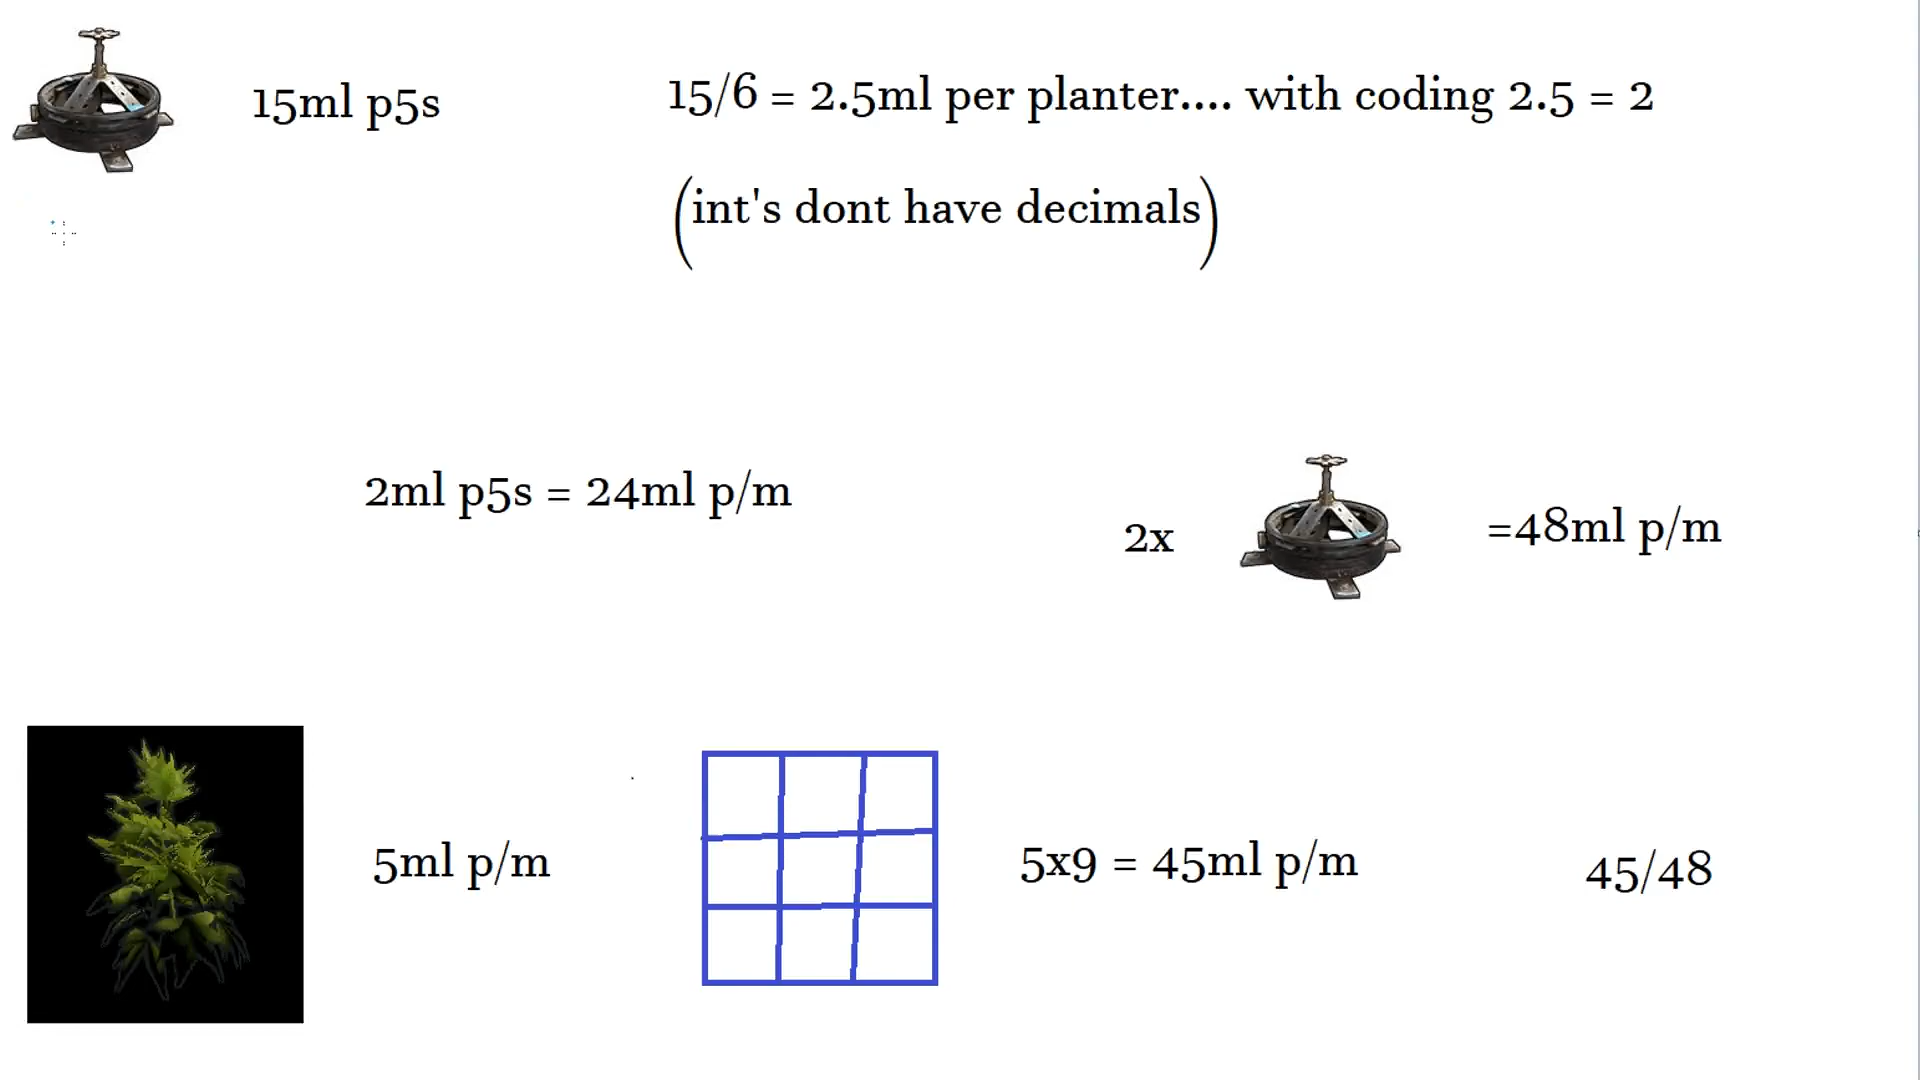 15ml p5s
15/6 = 2.5ml per planter.... with coding 2.5 = 2
(int's dont have decimals)
2ml p5s = 24ml p/m
2x
=48ml p/m
5ml p/m
5x9 = 45ml p/m
45/48